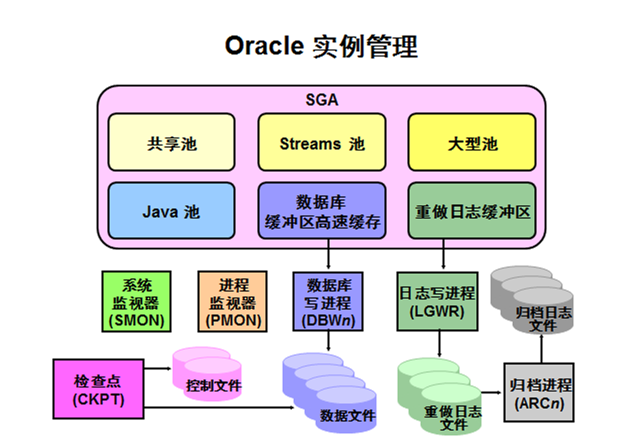 Oracle 实例管理
SGA
共享池
Streams 池
大型池
Java 池
数据库
缓冲区高速缓存
重做日志缓冲区
系统
监视器
(SMON)
进程
监视器
(PMON)
数据库
写进程
(DBWn)
日志写进程
(LGWR)
归档日志
文件
检查点
(CKPT)
控制文件
数据文件
重做日志
文件
归档进程
(ARCn)